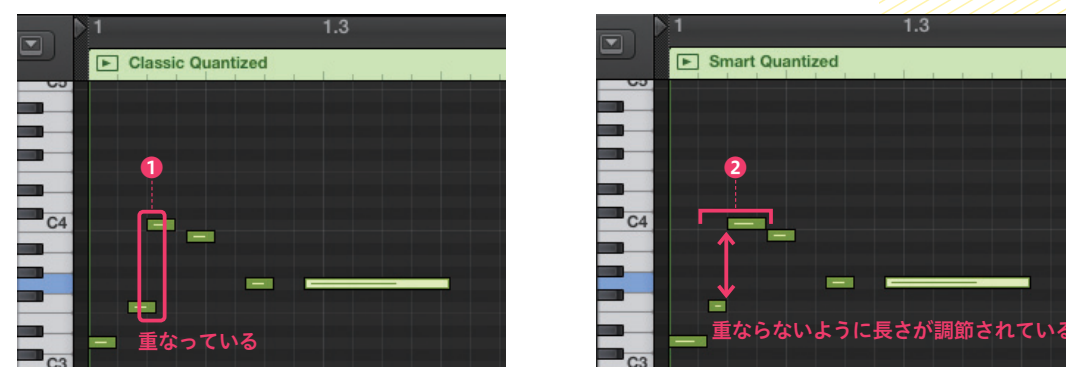 1 1.3
Classic Quantized
C5
1
C4
重なっている
C3
1 1.3
Smart Quantized
C5
2
C4
重ならないように長さが調節されている
C3